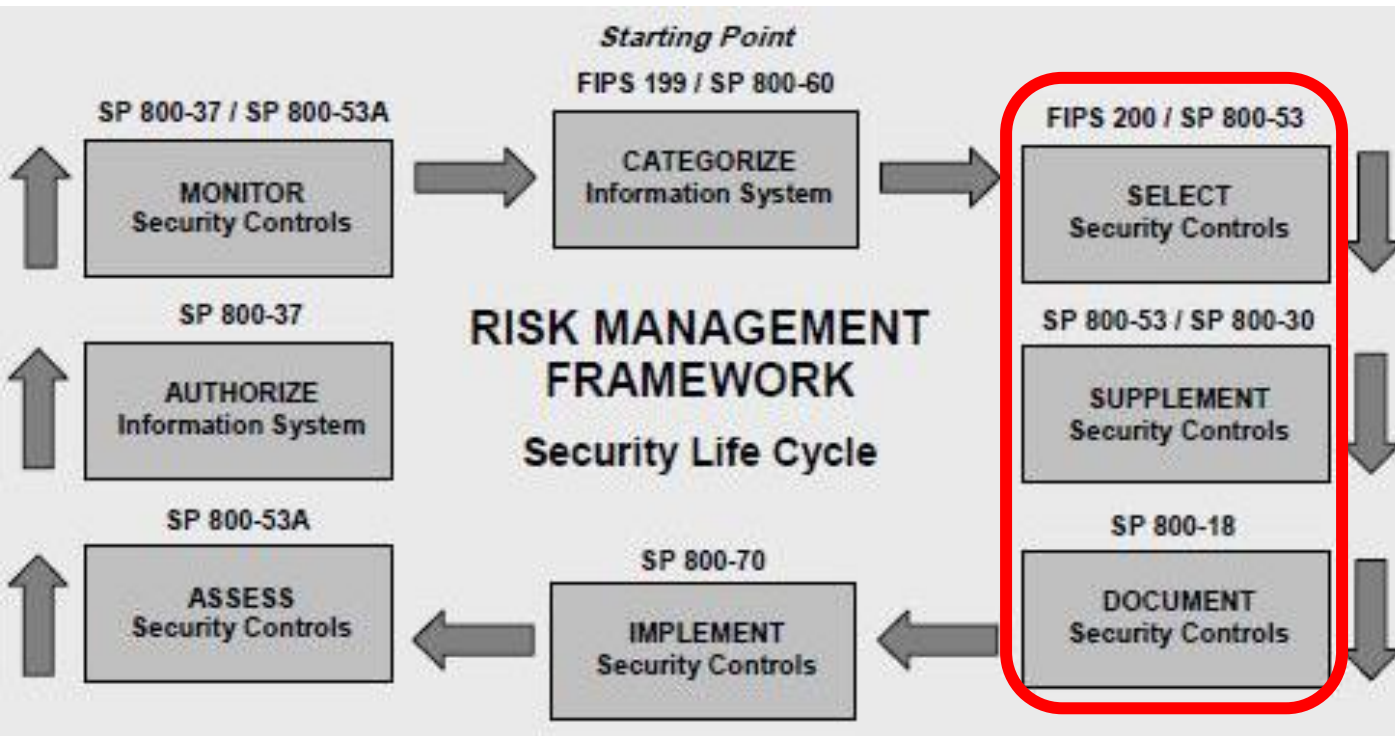 Starting Point
FIPS 199 / SP 800-60
CATEGORIZE
Information System
FIPS 200 / SP 800-53
SELECT
Security Controls
SP 800-53 / SP 800-30
SUPPLEMENT
Security Controls
SP 800-18
DOCUMENT
Security Controls
SP 800-70
IMPLEMENT
Security Controls
SP 800-53A
ASSESS
Security Controls
SP 800-37
AUTHORIZE
Information System
SP 800-37 / SP 800-53A
MONITOR
Security Controls
RISK MANAGEMENT
FRAMEWORK
Security Life Cycle